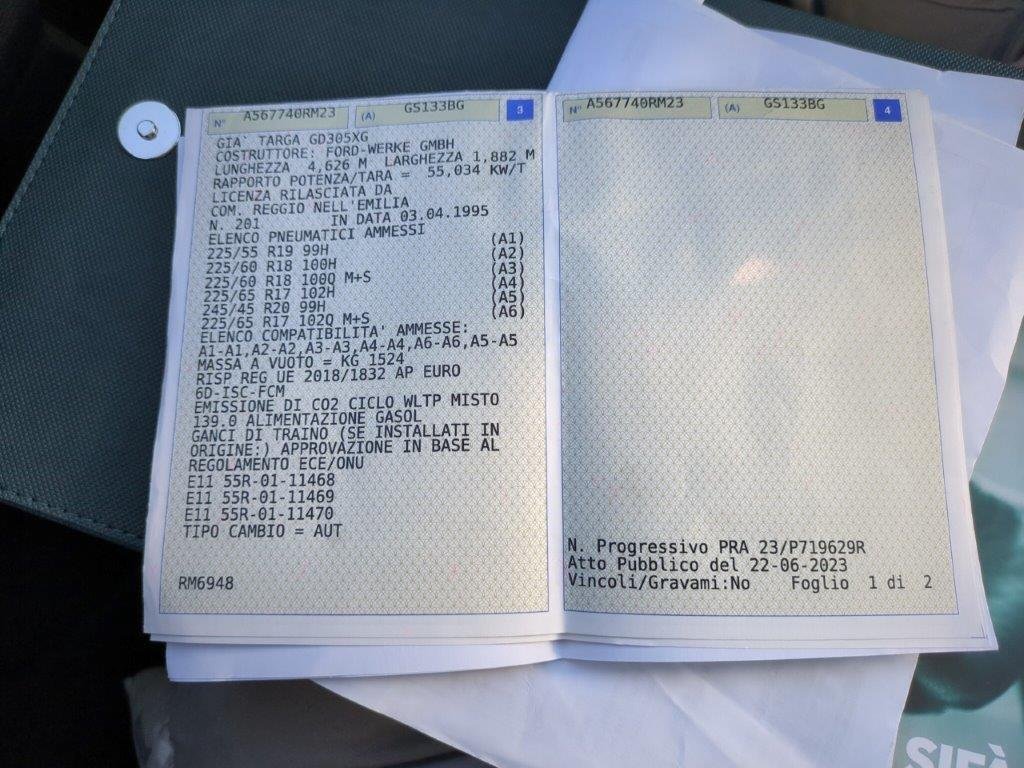 N° A567740RM23 (A) GS133BG 3
GIA' TARGA GD305XG
COSTRUTTORE: FORD-WERKE GMBH
LUNGHEZZA 4,626 M LARGHEZZA 1,882 M
RAPPORTO POTENZA/TARA = 55,034 KW/T
LICENZA RILASCIATA DA
COM. REGGIO NELL'EMILIA
N. 201 IN DATA 03.04.1995
ELENCO PNEUMATICI AMMESSI
225/55 R19 99H (A1)
225/60 R18 100H (A2)
225/60 R18 100Q M+S (A3)
225/65 R17 102H (A4)
245/45 R20 99H (A5)
225/65 R17 102Q M+S (A6)
ELENCO COMPATIBILITA' AMMESSE:
A1-A1,A2-A2,A3-A3,A4-A4,A6-A6,A5-A5
MASSA A VUOTO = KG 1524
RISP REG UE 2018/1832 AP EURO
6D-ISC-FCM
EMISSIONE DI CO2 CICLO WLTP MISTO
139.0 ALIMENTAZIONE GASOL
GANCI DI TRAINO (SE INSTALLATI IN
ORIGINE:) APPROVAZIONE IN BASE AL
REGOLAMENTO ECE/ONU
E11 55R-01-11468
E11 55R-01-11469
E11 55R-01-11470
TIPO CAMBIO = AUT
RM6948
N° A567740RM23 (A) GS133BG 4
N. Progressivo PRA 23/P719629R
Atto Pubblico del 22-06-2023
Vincoli/Gravami:No Foglio 1 di 2
SIFÀ